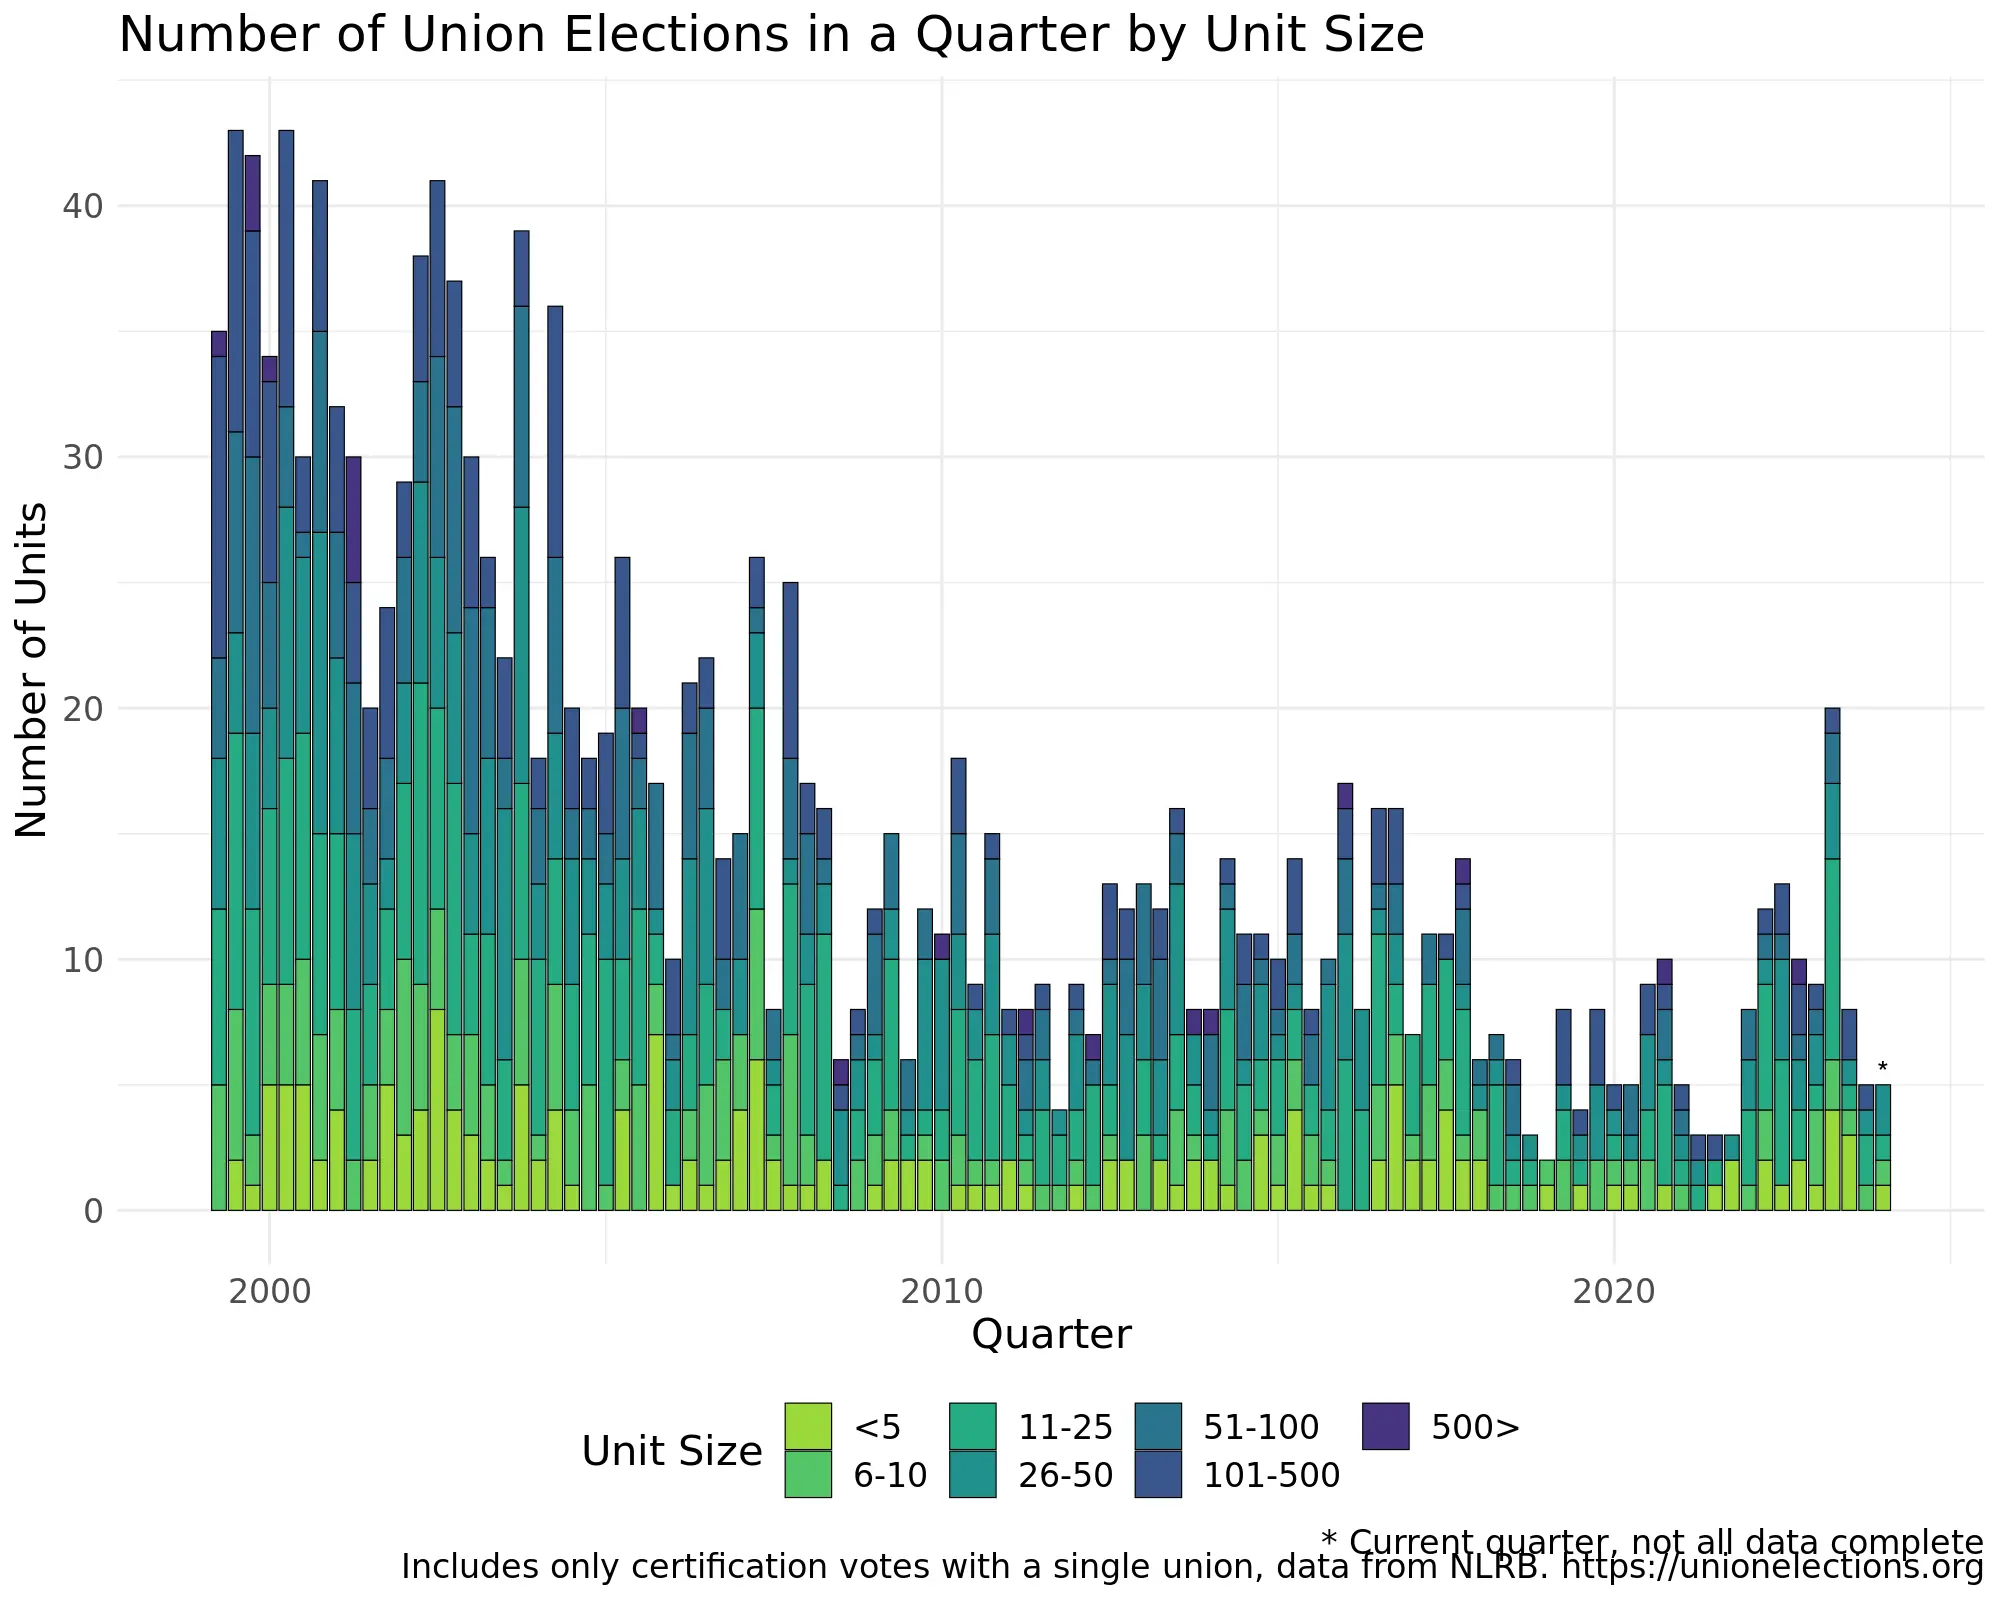 Number of Union Elections in a Quarter by Unit Size
Number of Units
40
30
20
10
0
*
2000 2010 2020
Quarter
Unit Size
<5 11-25 51-100 500>
6-10 26-50 101-500
* Current quarter, not all data complete
Includes only certification votes with a single union, data from NLRB. https://unionelections.org